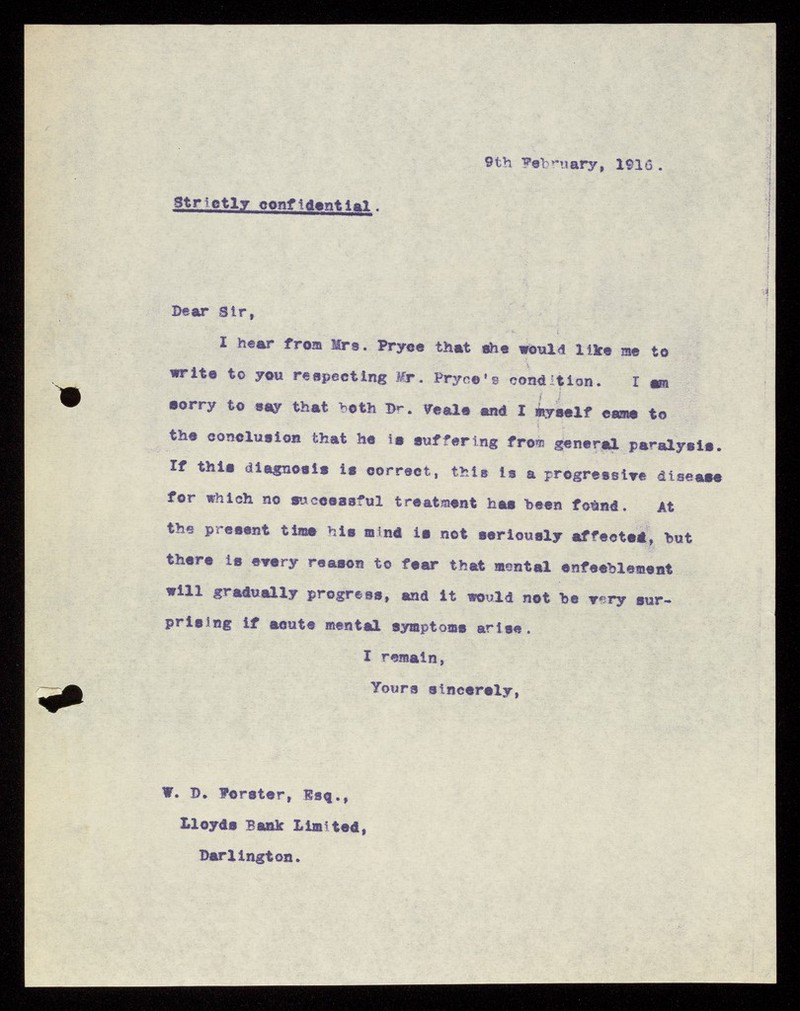 9th February, 1916.
Strictly confidential.
Dear Sir,
I hear from Mrs. Pryce that she would like me to
write to you respecting Mr. Pryce's condition. I am
sorry to say that both Dr. Veale and I myself came to
the conclusion that he is suffering from general paralysis.
If this diagnosis is correct, this is a progressive disease
for which no successful treatment has been found. At
the present time his mind is not seriously affected, but
there is every reason to fear that mental enfeeblement
will gradually progress, and it would not be very sur-
prising if acute mental symptoms arise.
I remain,
Yours sincerely,
W. D. Forster, Esq.,
Lloyds Bank Limited,
Darlington.